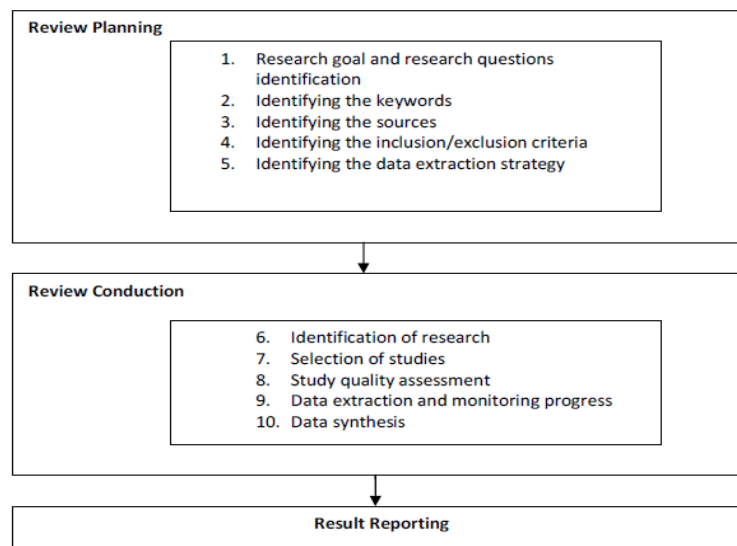 Review Planning
1. Research goal and research questions
identification
2. Identifying the keywords
3. Identifying the sources
4. Identifying the inclusion/exclusion criteria
5. Identifying the data extraction strategy
Review Conduction
6. Identification of research
7. Selection of studies
8. Study quality assessment
9. Data extraction and monitoring progress
10. Data synthesis
Result Reporting